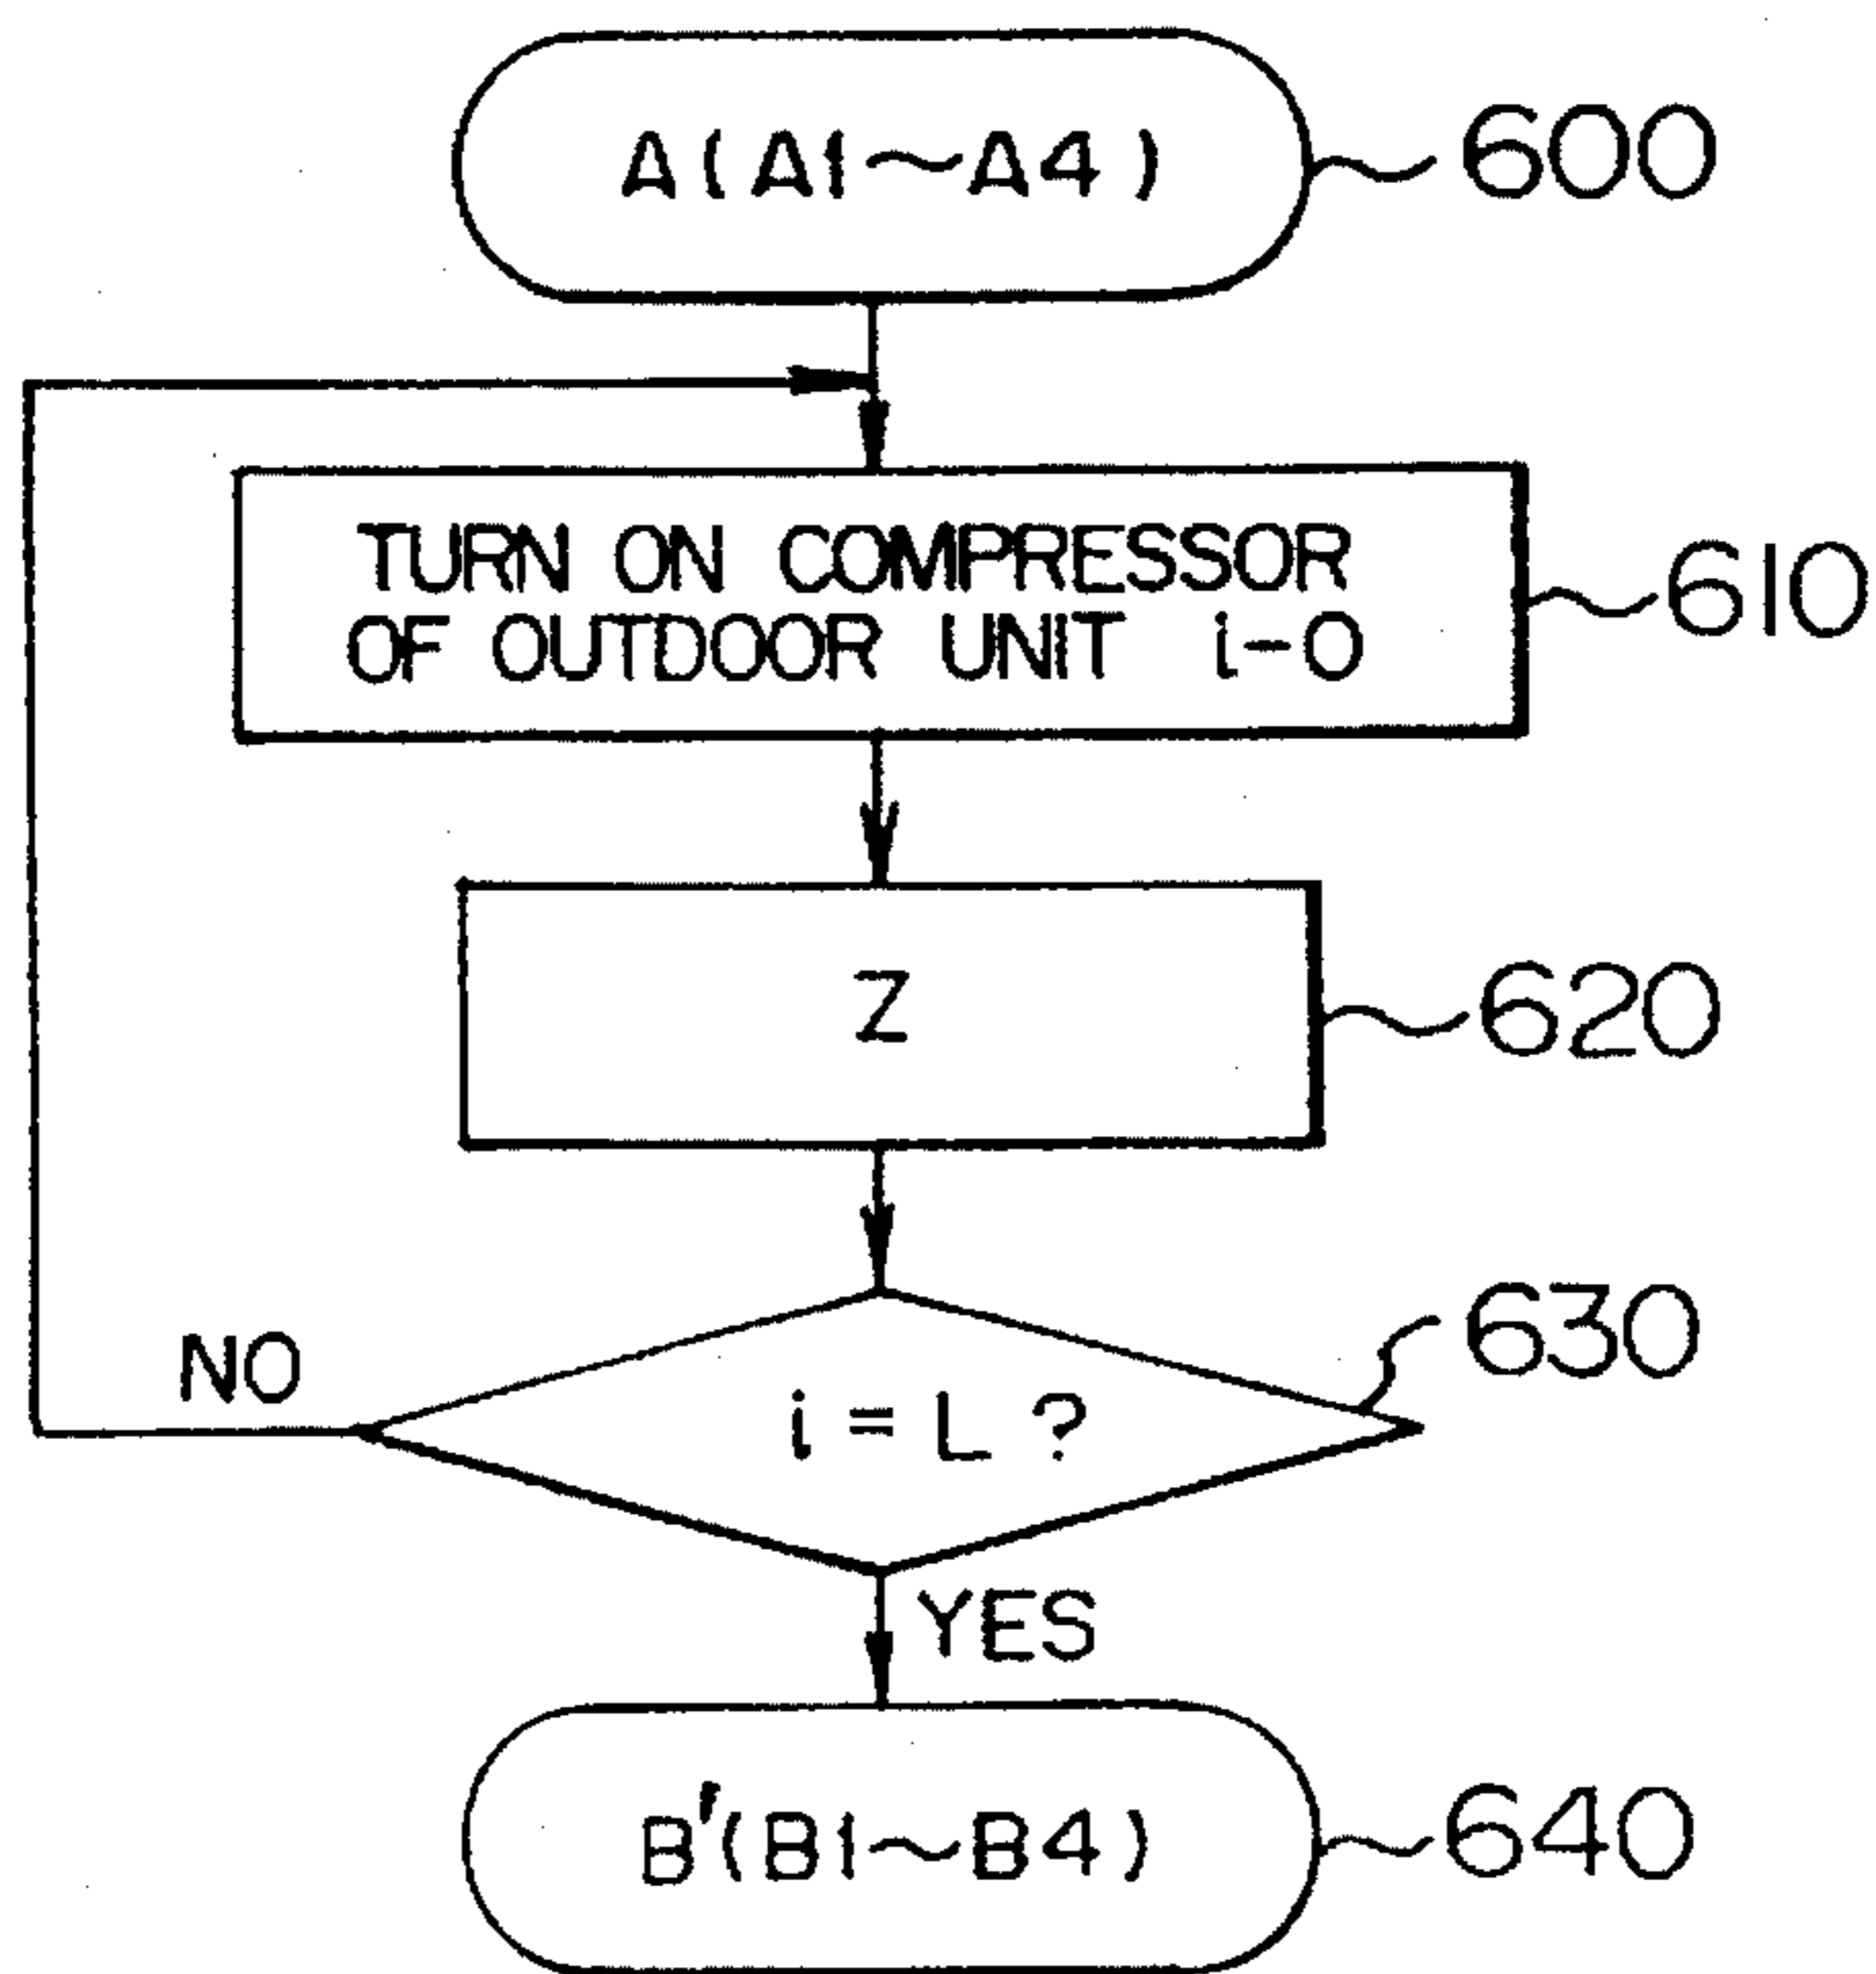 A(A1~A4)
600
TURN ON COMPRESSOR
OF OUTDOOR UNIT i-0
610
Z
620
630
NO
i = L ?
YES
B'(B1~B4)
640